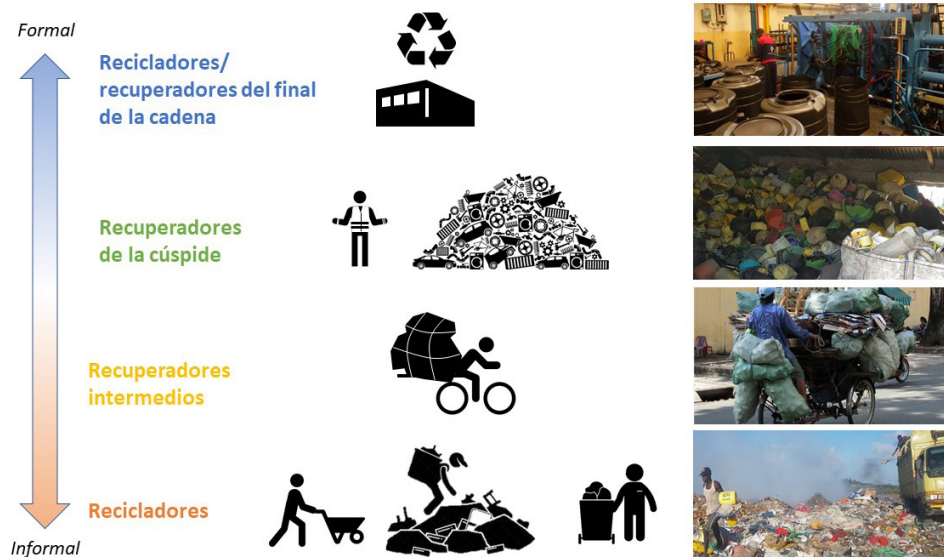 Formal
Recicladores/
recuperadores del final
de la cadena
Recuperadores
de la cúspide
Recuperadores
intermedios
Recicladores
Informal